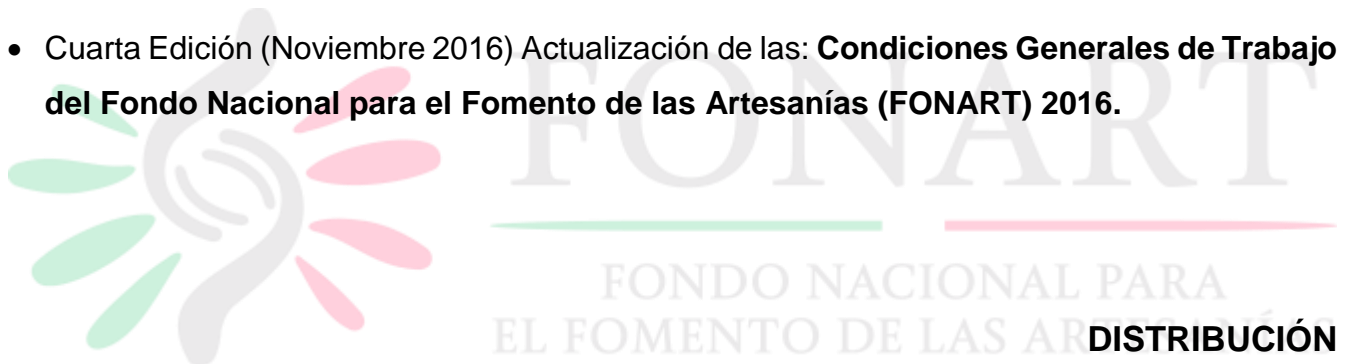 • Cuarta Edición (Noviembre 2016) Actualización de las: Condiciones Generales de Trabajo
del Fondo Nacional para el Fomento de las Artesanías (FONART) 2016.
FONART
FONDO NACIONAL PARA
EL FOMENTO DE LAS ARTESANÍAS
DISTRIBUCIÓN